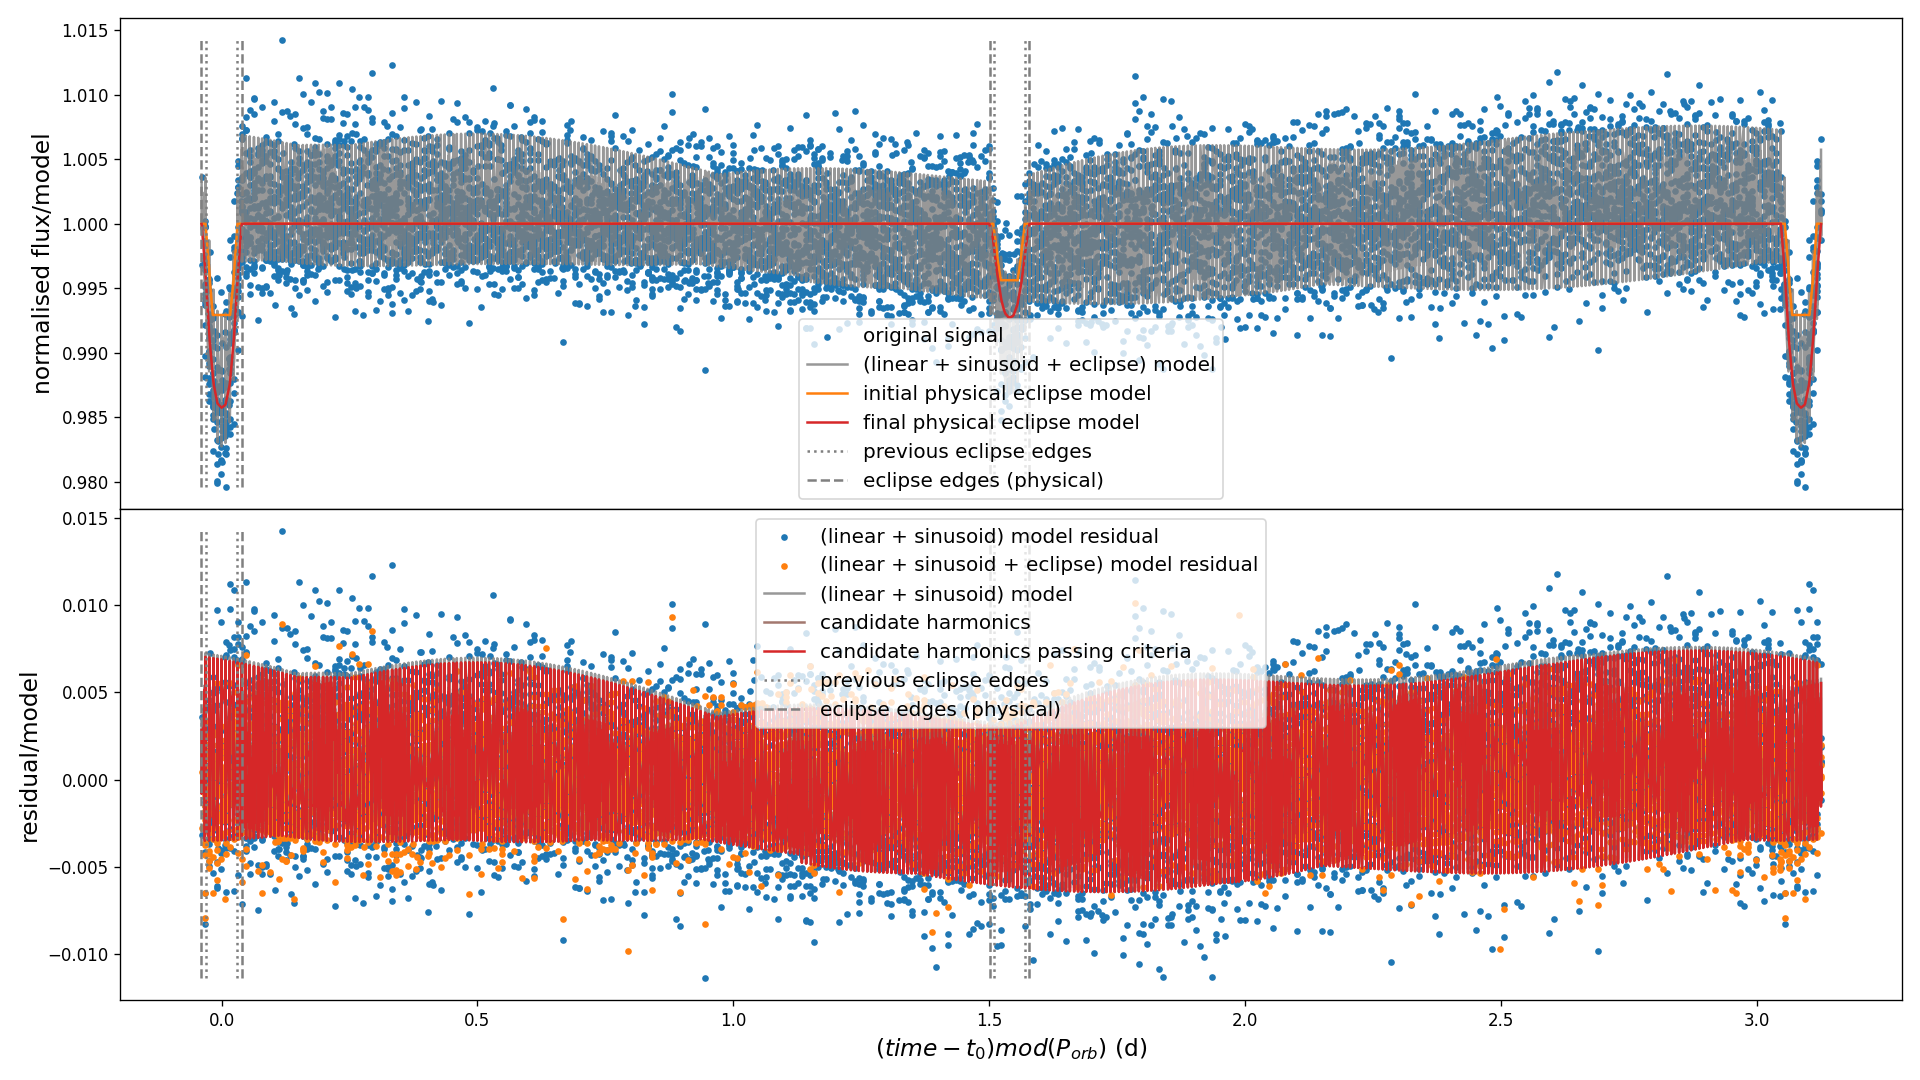 1.015
1.010
1.005
1.000
0.995
0.990
0.985
0.980
normalised flux/model
original signal
(linear + sinusoid + eclipse) model
initial physical eclipse model
final physical eclipse model
previous eclipse edges
eclipse edges (physical)
0.015
0.010
0.005
0.000
−0.005
−0.010
residual/model
(linear + sinusoid) model residual
(linear + sinusoid + eclipse) model residual
(linear + sinusoid) model
candidate harmonics
candidate harmonics passing criteria
previous eclipse edges
eclipse edges (physical)
0.0 0.5 1.0 1.5 2.0 2.5 3.0
(time − t0)mod(Porb) (d)